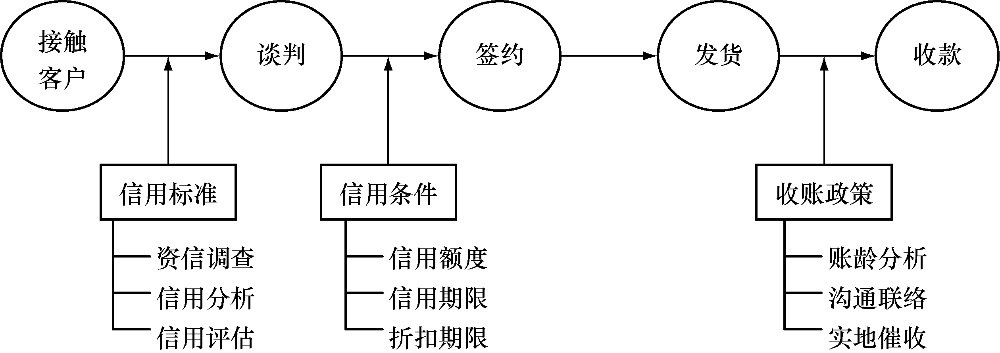 接触
客户
谈判
签约
发货
收款
信用标准
资信调查
信用分析
信用评估
信用条件
信用额度
信用期限
折扣期限
收账政策
账龄分析
沟通联络
实地催收